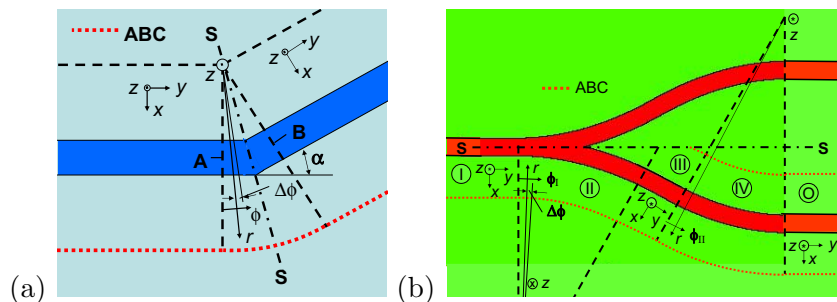 ABC
S
z
y
x
z
y
x
A
B
α
Δϕ
ϕ
r
S
(a)
z
ABC
S
S
I
z
y
x
r
ϕI
Δϕ
II
III
z
y
x
r
ϕII
IV
O
z
y
x
z
(b)